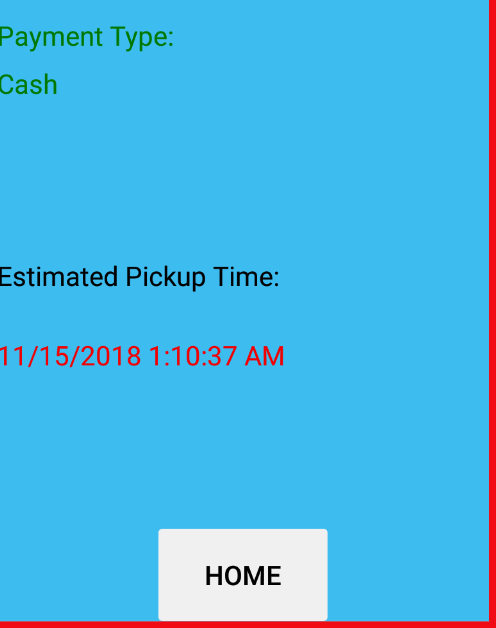 Payment Type:
Cash
Estimated Pickup Time:
11/15/2018 1:10:37 AM
HOME